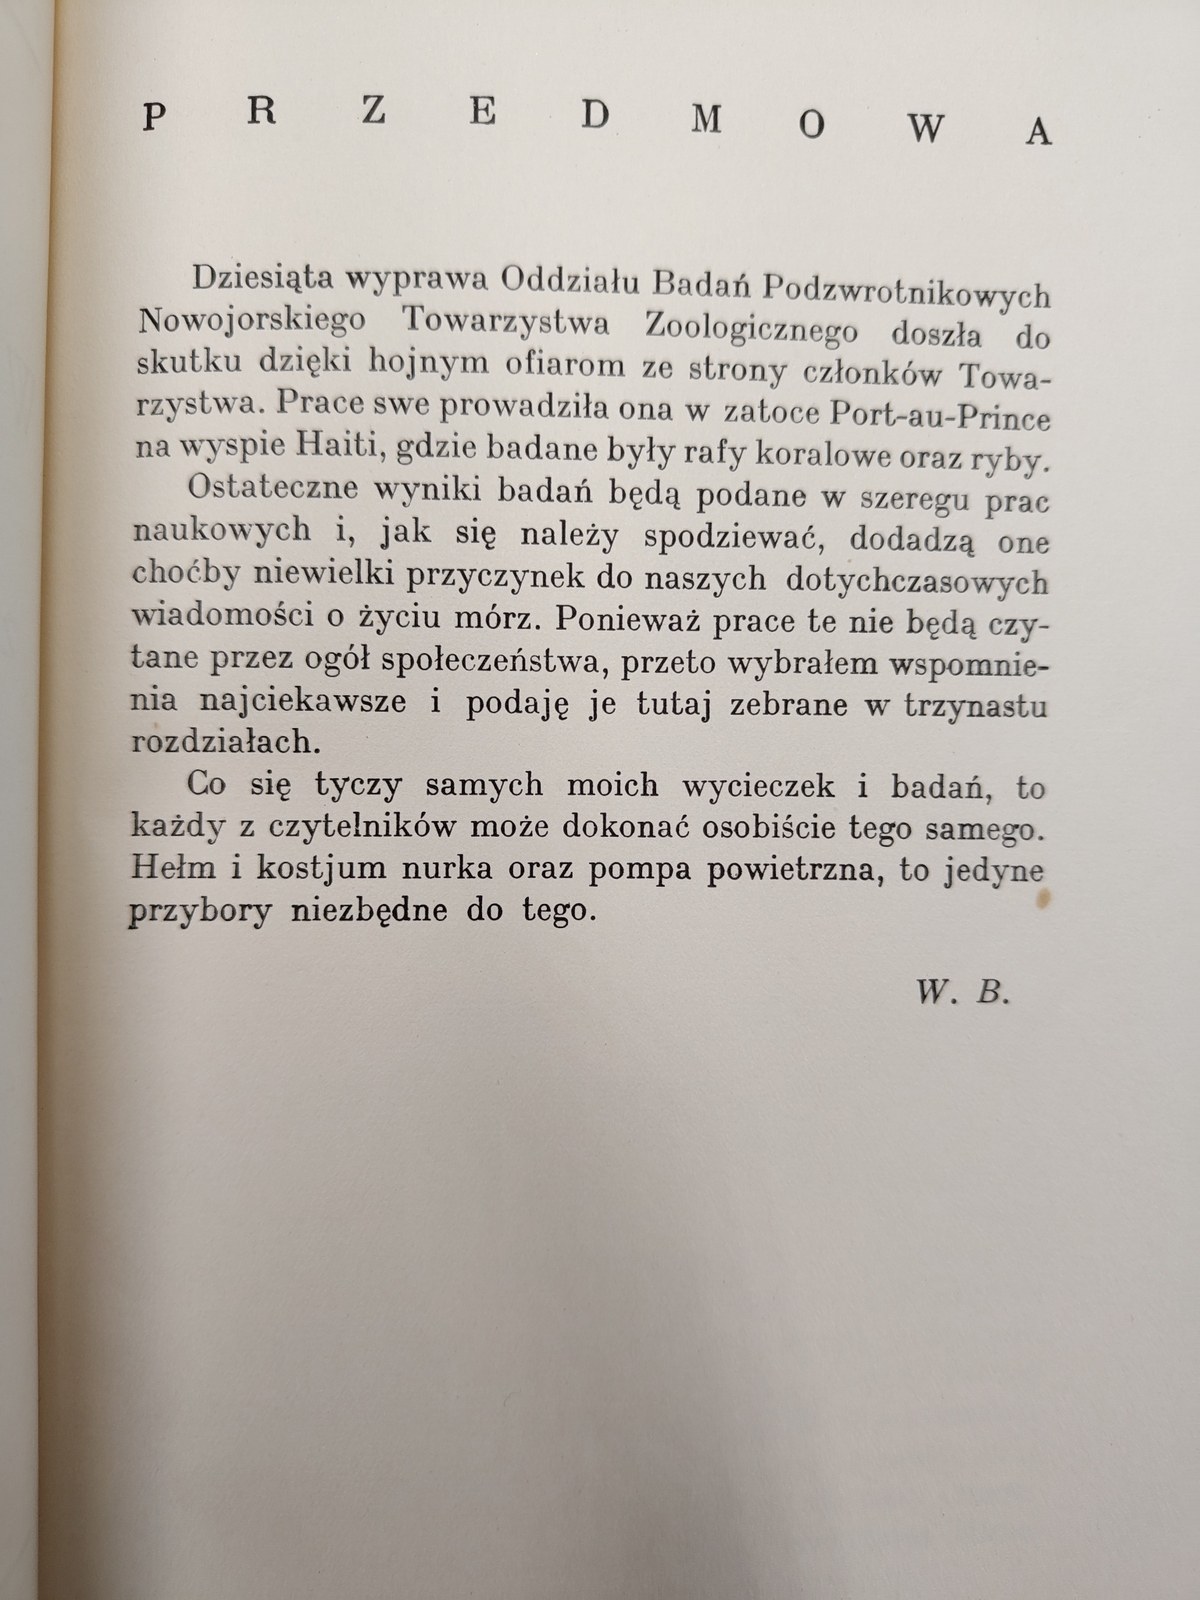 PRZEDMOWA
Dziesiąta wyprawa Oddziału Badań Podzwrotnikowych
Nowojorskiego Towarzystwa Zoologicznego doszła do
skutku dzięki hojnym ofiarom ze strony członków Towa-
rzystwa. Prace swe prowadziła ona w zatoce Port-au-Prince
na wyspie Haiti, gdzie badane były rafy koralowe oraz ryby.
Ostateczne wyniki badań będą podane w szeregu prac
naukowych i, jak się należy spodziewać, dodadzą one
choćby niewielki przyczynek do naszych dotychczasowych
wiadomości o życiu mórz. Ponieważ prace te nie będą czy-
tane przez ogół społeczeństwa, przeto wybrałem wspomnie-
nia najciekawsze i podaję je tutaj zebrane w trzynastu
rozdziałach.
Co się tyczy samych moich wycieczek i badań, to
każdy z czytelników może dokonać osobiście tego samego.
Hełm i kostjum nurka oraz pompa powietrzna, to jedyne
przybory niezbędne do tego.
W. B.